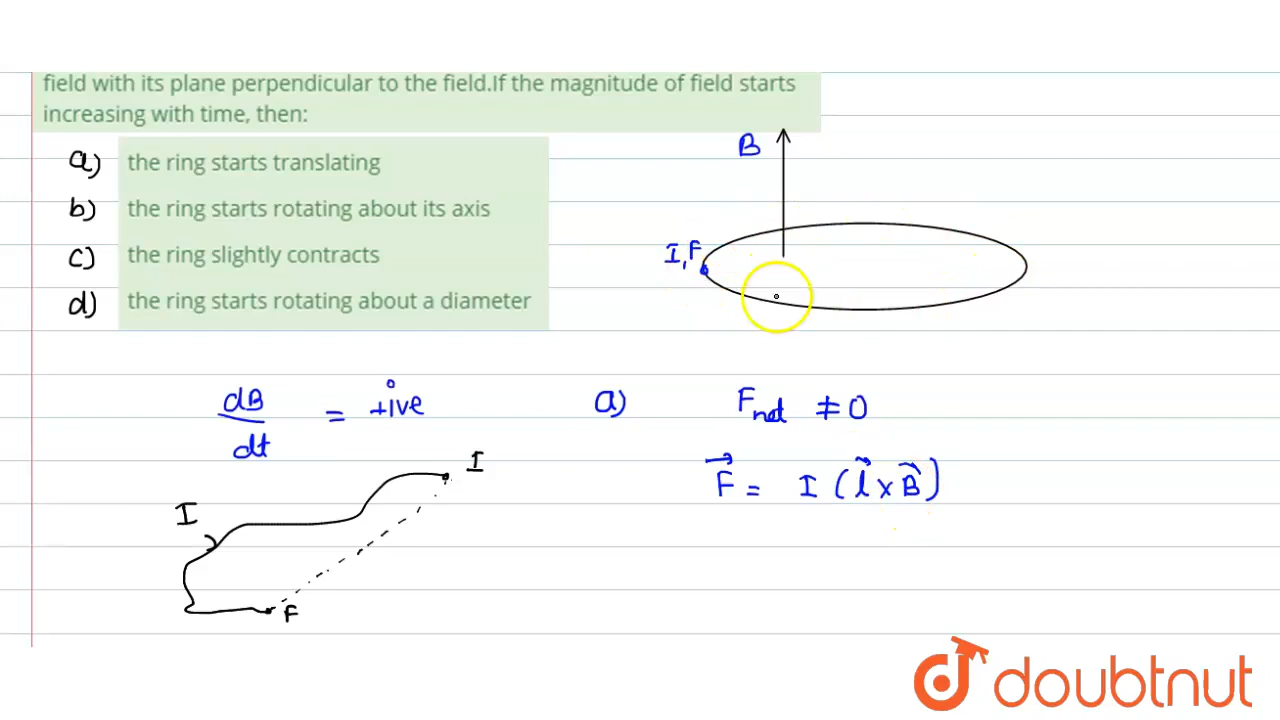 field with its plane perpendicular to the field.If the magnitude of field starts
increasing with time, then:
a) the ring starts translating
b) the ring starts rotating about its axis
c) the ring slightly contracts
d) the ring starts rotating about a diameter
B
I, F
dB/dt = +ive
a) Fnet ≠ 0
F⃗ = I (l⃗ × B⃗)
I
I
F
doubtnut